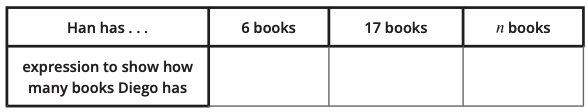 Han has . . . 6 books 17 books n books
expression to show how
many books Diego has